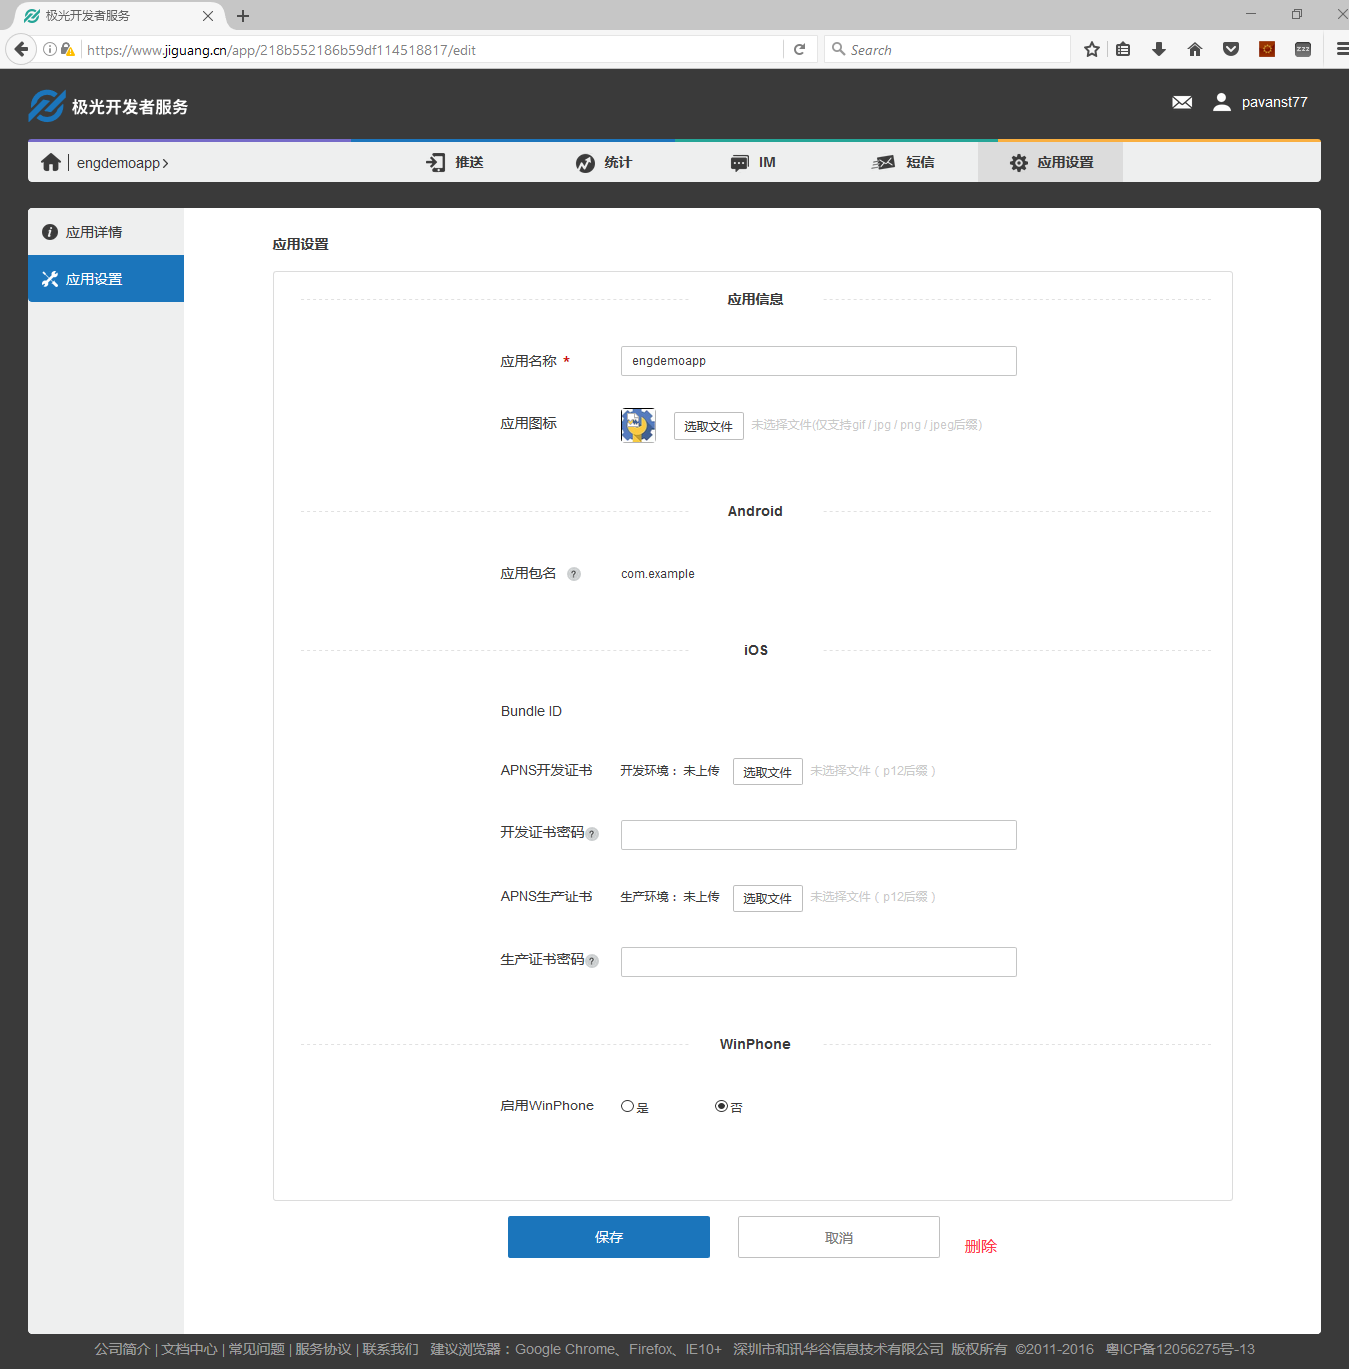 极光开发者服务
https://www.jiguang.cn/app/218b552186b59df114518817/edit
Search
极光开发者服务
pavanst77
engdemoapp
推送
统计
IM
短信
应用设置
应用详情
应用设置
应用设置
应用信息
应用名称 *
engdemoapp
应用图标
选取文件
未选择文件(仅支持gif / jpg / png / jpeg后缀)
Android
应用包名 ?
com.example
iOS
Bundle ID
APNS开发证书
开发环境： 未上传
选取文件
未选择文件（ p12后缀 ）
开发证书密码 ?
APNS生产证书
生产环境： 未上传
选取文件
未选择文件（ p12后缀 ）
生产证书密码 ?
WinPhone
启用WinPhone
是
否
保存
取消
删除
公司简介 | 文档中心 | 常见问题 | 服务协议 | 联系我们 建议浏览器：Google Chrome、Firefox、IE10+ 深圳市和讯华谷信息技术有限公司 版权所有 ©2011-2016 粤ICP备12056275号-13